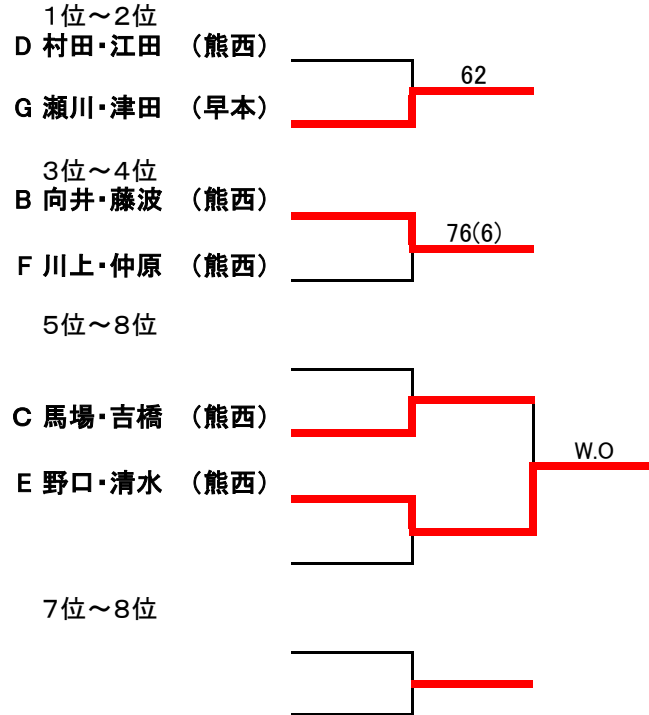 １位～２位
D 村田・江田 （熊西）
62
G 瀬川・津田 （早本）
３位～４位
B 向井・藤波 （熊西）
76(6)
F 川上・仲原 （熊西）
５位～８位
C 馬場・吉橋 （熊西）
W.O
E 野口・清水 （熊西）
７位～８位